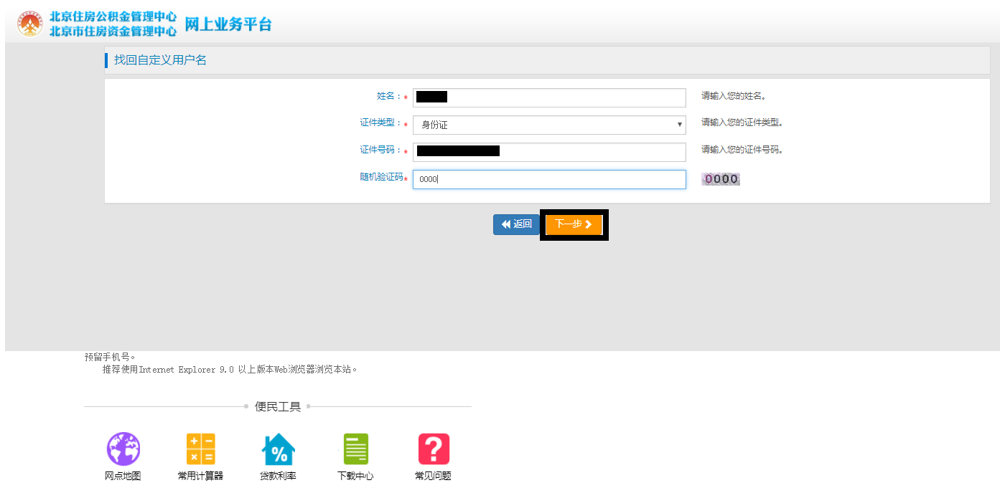 北京住房公积金管理中心
北京市住房资金管理中心
网上业务平台
找回自定义用户名
姓名：*
请输入您的姓名。
证件类型：* 身份证
请输入您的证件类型。
证件号码：*
请输入您的证件号码。
随机验证码* 0000
0000
返回 下一步
预留手机号。
推荐使用Internet Explorer 9.0 以上版本Web浏览器浏览本站。
便民工具
网点地图 常用计算器 贷款利率 下载中心 常见问题